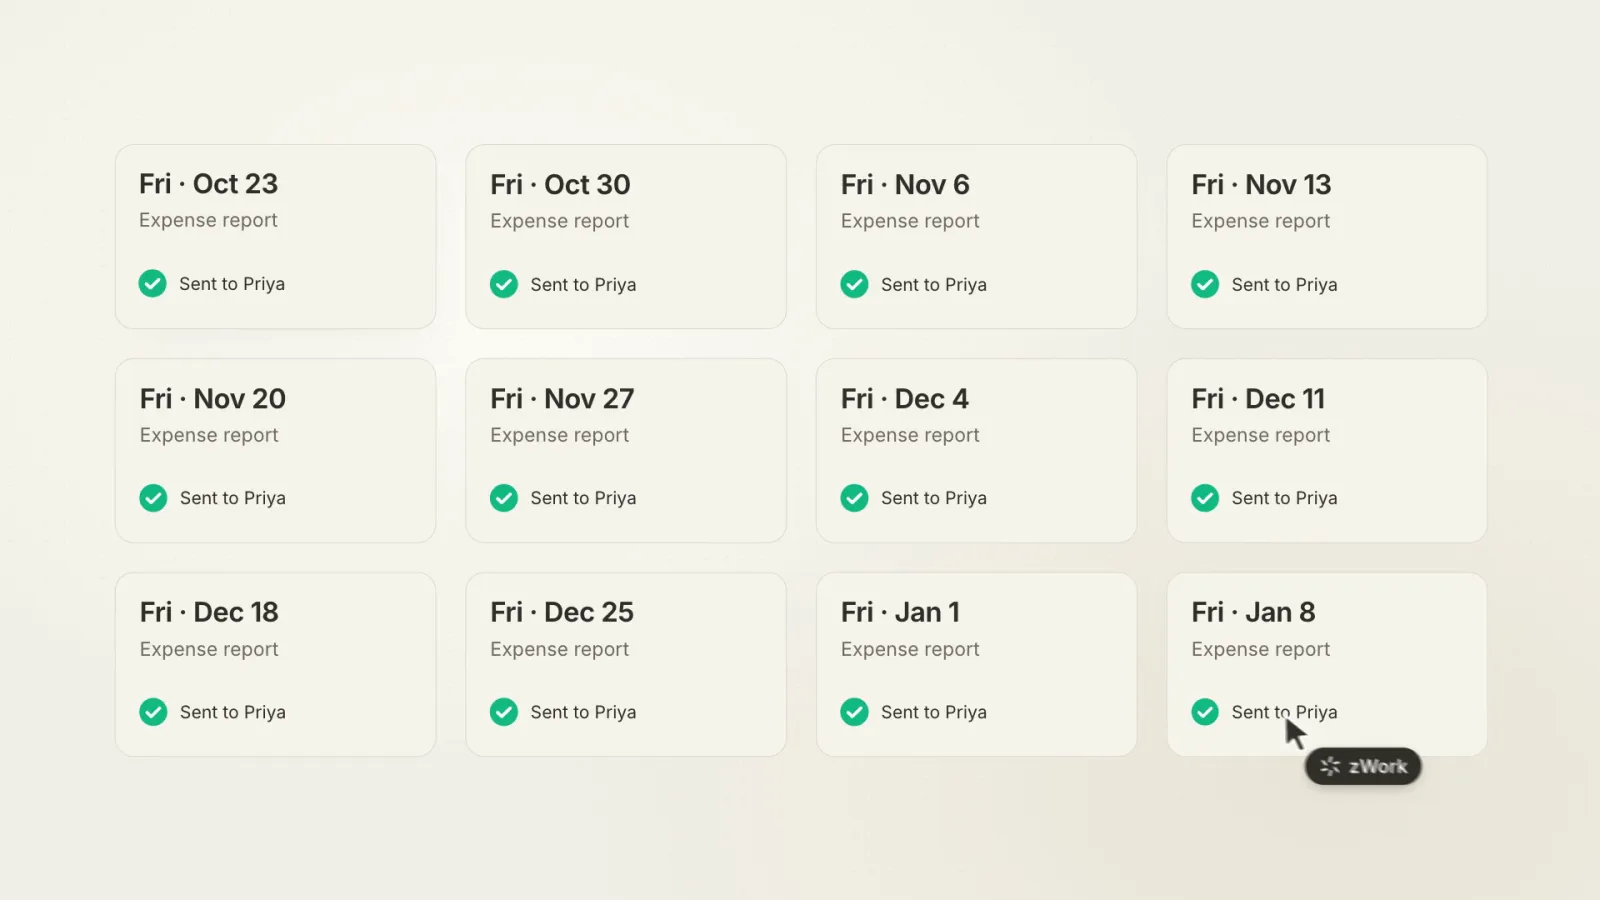 Fri · Oct 23
Expense report
Sent to Priya
Fri · Oct 30
Expense report
Sent to Priya
Fri · Nov 6
Expense report
Sent to Priya
Fri · Nov 13
Expense report
Sent to Priya
Fri · Nov 20
Expense report
Sent to Priya
Fri · Nov 27
Expense report
Sent to Priya
Fri · Dec 4
Expense report
Sent to Priya
Fri · Dec 11
Expense report
Sent to Priya
Fri · Dec 18
Expense report
Sent to Priya
Fri · Dec 25
Expense report
Sent to Priya
Fri · Jan 1
Expense report
Sent to Priya
Fri · Jan 8
Expense report
Sent to Priya
zWork